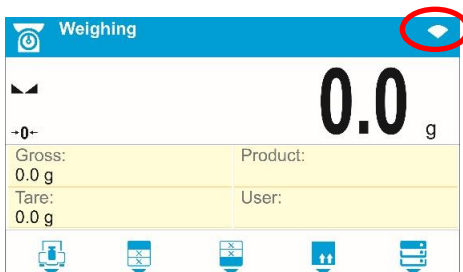 Weighing
0.0 g
→0←
Gross:
0.0 g
Product:
Tare:
0.0 g
User: